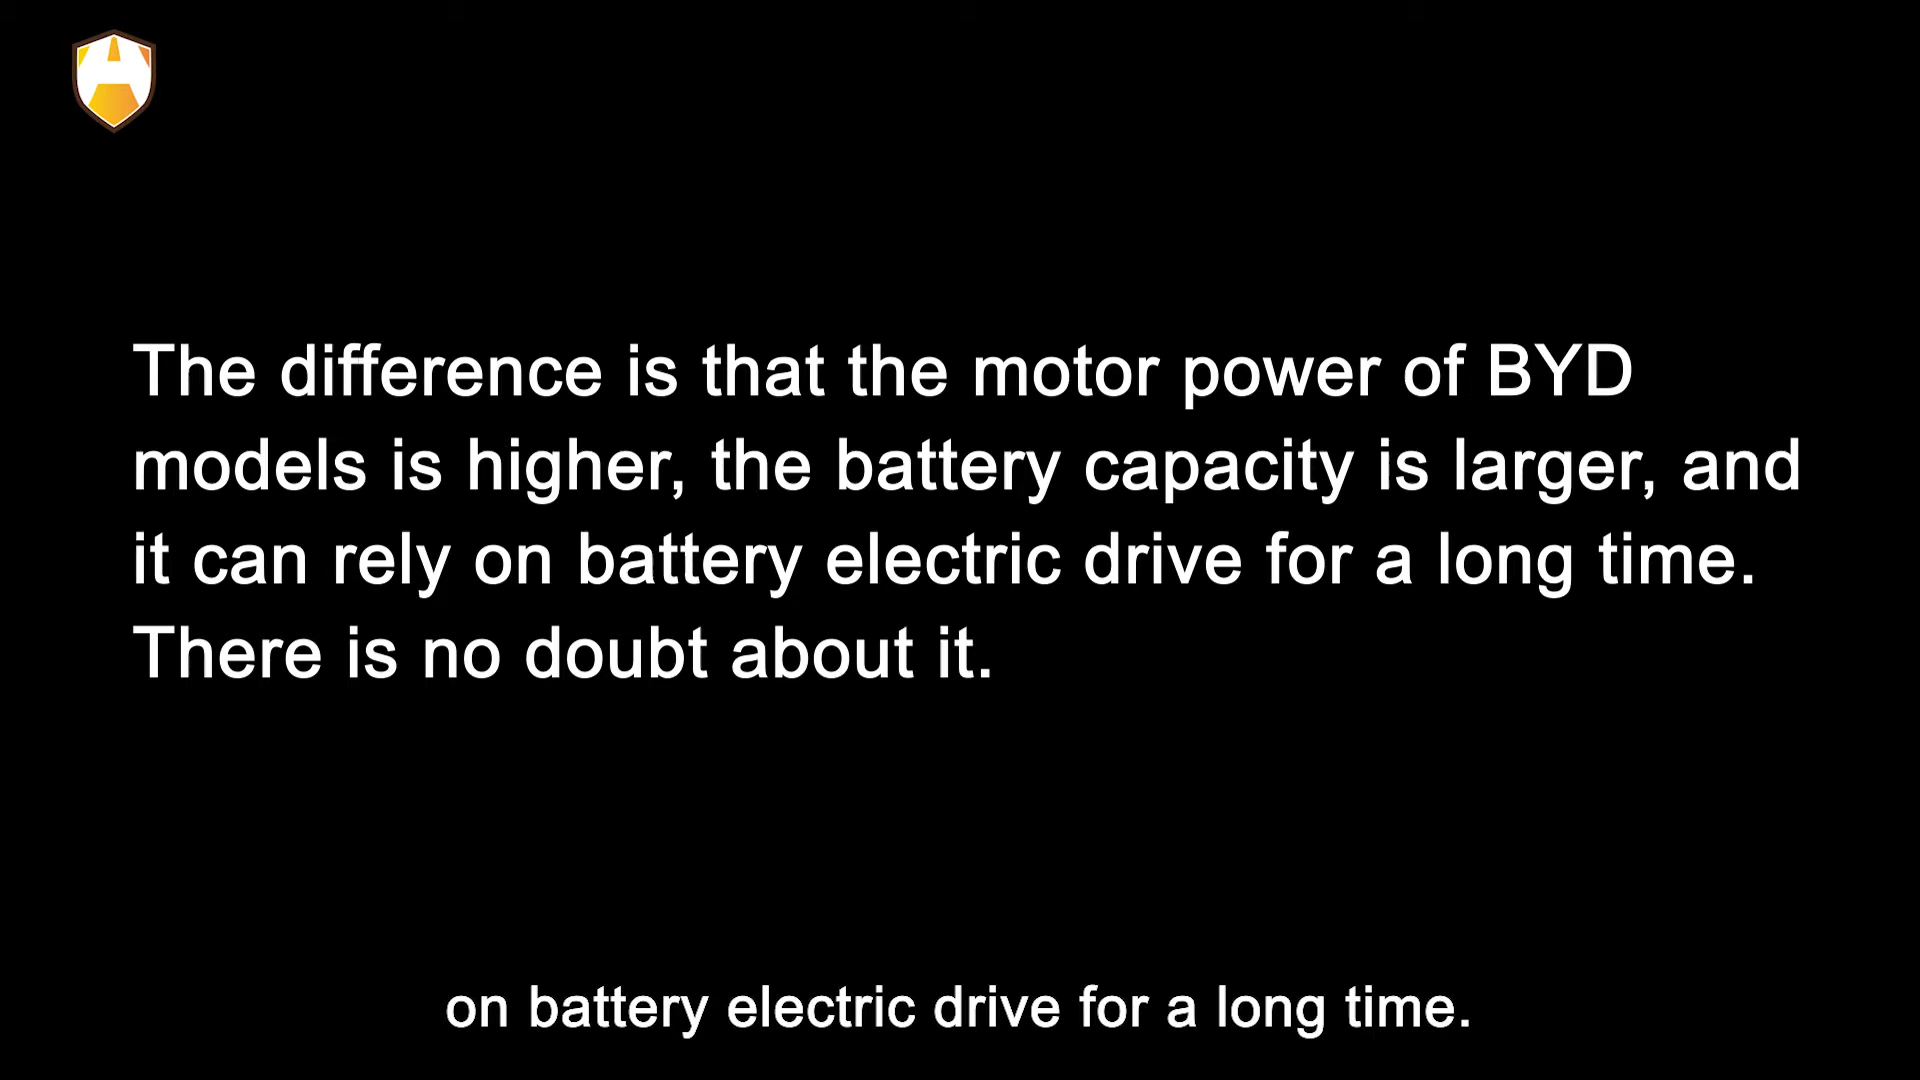 The difference is that the motor power of BYD
models is higher, the battery capacity is larger, and
it can rely on battery electric drive for a long time.
There is no doubt about it.
on battery electric drive for a long time.